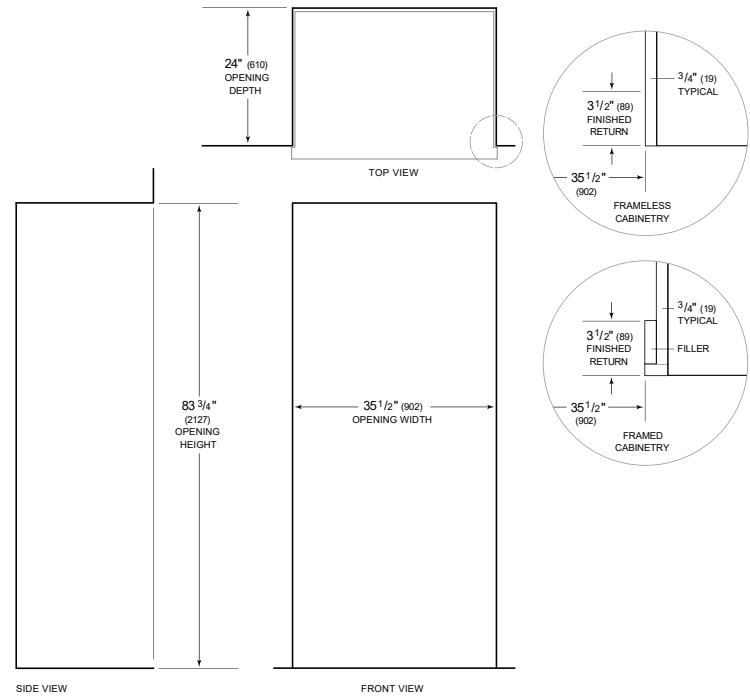 24" (610)
OPENING
DEPTH
TOP VIEW
3/4" (19)
TYPICAL
3 1/2" (89)
FINISHED
RETURN
35 1/2"
(902)
FRAMELESS
CABINETRY
3/4" (19)
TYPICAL
3 1/2" (89)
FINISHED
RETURN
FILLER
35 1/2"
(902)
FRAMED
CABINETRY
83 3/4"
(2127)
OPENING
HEIGHT
35 1/2" (902)
OPENING WIDTH
SIDE VIEW
FRONT VIEW